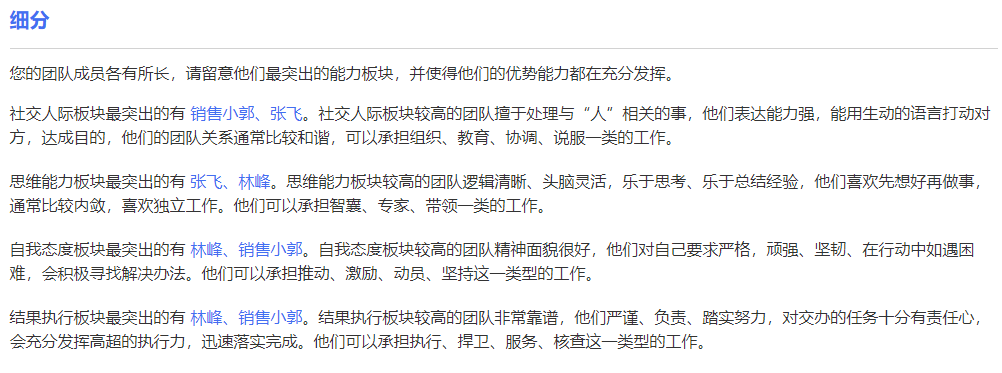 细分
您的团队成员各有所长，请留意他们最突出的能力板块，并使得他们的优势能力都在充分发挥。
社交人际板块最突出的有 销售小郭、张飞。社交人际板块较高的团队擅于处理与“人”相关的事，他们表达能力强，能用生动的语言打动对
方，达成目的，他们的团队关系通常比较和谐，可以承担组织、教育、协调、说服一类的工作。
思维能力板块最突出的有 张飞、林峰。思维能力板块较高的团队逻辑清晰、头脑灵活，乐于思考、乐于总结经验，他们喜欢先想好再做事，
通常比较内敛，喜欢独立工作。他们可以承担智囊、专家、带领一类的工作。
自我态度板块最突出的有 林峰、销售小郭。自我态度板块较高的团队精神面貌很好，他们对自己要求严格，顽强、坚韧、在行动中如遇困
难，会积极寻找解决办法。他们可以承担推动、激励、动员、坚持这一类型的工作。
结果执行板块最突出的有 林峰、销售小郭。结果执行板块较高的团队非常靠谱，他们严谨、负责、踏实努力，对交办的任务十分有责任心，
会充分发挥高超的执行力，迅速落实完成。他们可以承担执行、捍卫、服务、核查这一类型的工作。